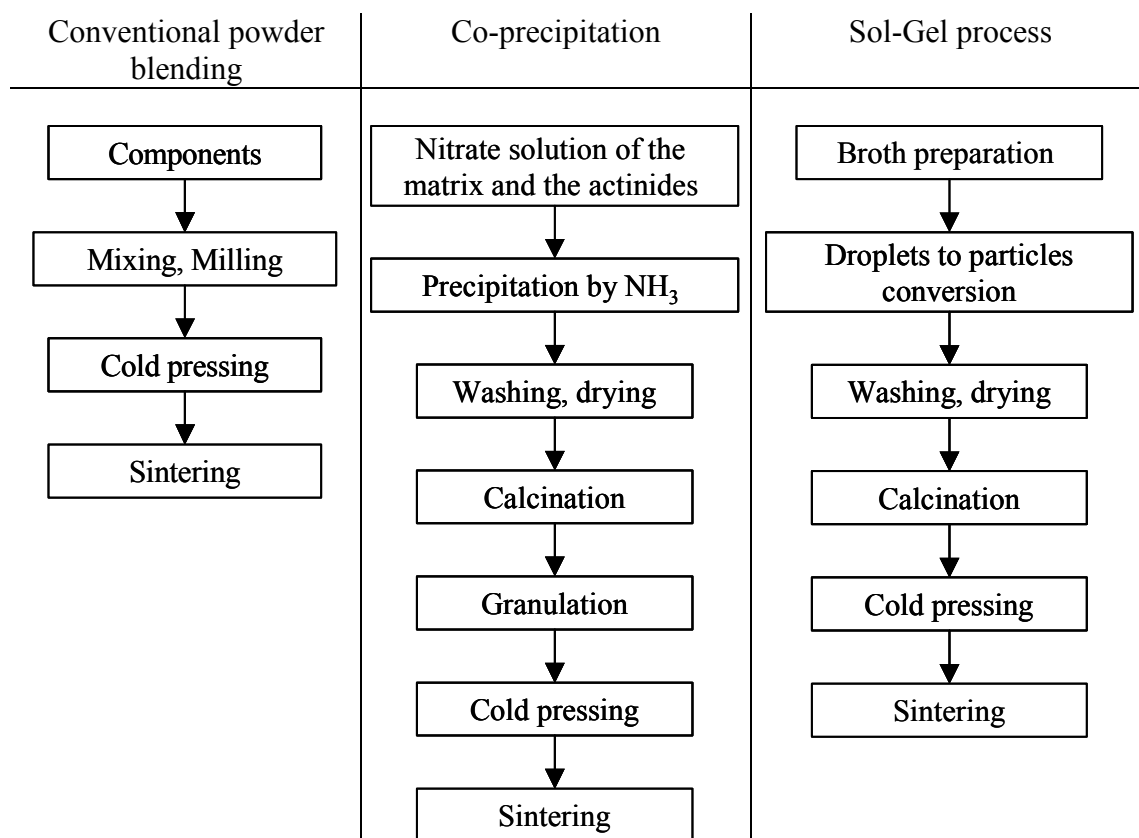 Conventional powder
blending
Components
Mixing, Milling
Cold pressing
Sintering
Co-precipitation
Nitrate solution of the
matrix and the actinides
Precipitation by NH₃
Washing, drying
Calcination
Granulation
Cold pressing
Sintering
Sol-Gel process
Broth preparation
Droplets to particles
conversion
Washing, drying
Calcination
Cold pressing
Sintering